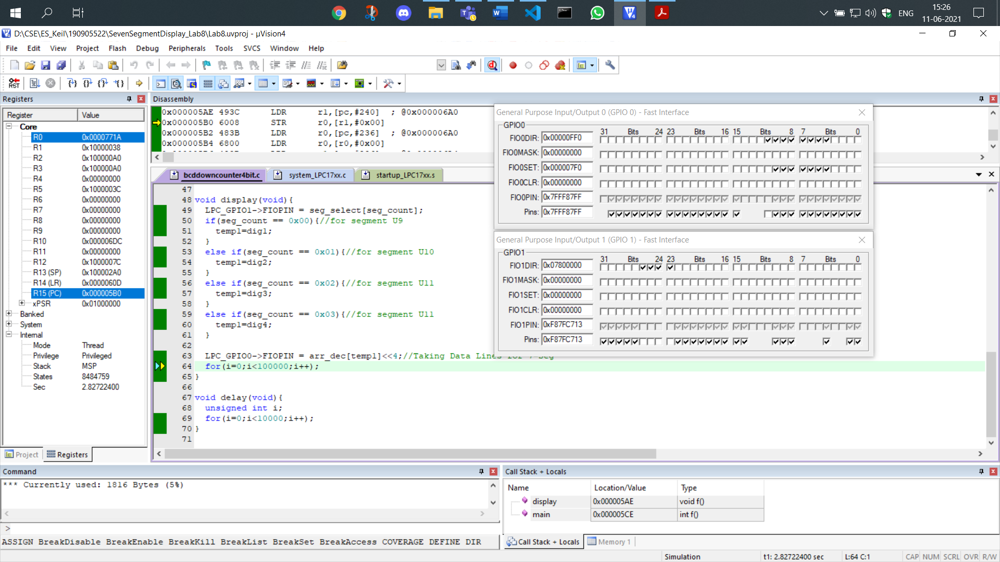 ENG
15:26
11-06-2021
D:\CSE\ES_Keil\190905522\SevenSegmentDisplay_Lab8\Lab8.uvproj - µVision4
File Edit View Project Flash Debug Peripherals Tools SVCS Window Help
Registers
Register Value
Core
R0 0x0000771A
R1 0x10000038
R2 0x100000A0
R3 0x100000A0
R4 0x00000000
R5 0x1000003C
R6 0x00000000
R7 0x00000000
R8 0x00000000
R9 0x00000000
R10 0x000006DC
R11 0x00000000
R12 0x1000007C
R13 (SP) 0x100002A0
R14 (LR) 0x0000060D
R15 (PC) 0x000005B0
xPSR 0x01000000
Banked
System
Internal
Mode Thread
Privilege Privileged
Stack MSP
States 8484759
Sec 2.82722400
Project Registers
Disassembly
0x000005AE 493C LDR r1,[pc,#240] ; @0x000006A0
0x000005B0 6008 STR r0,[r1,#0x00]
0x000005B2 483B LDR r0,[pc,#236] ; @0x000006A0
0x000005B4 6800 LDR r0,[r0,#0x00]
bcddowncounter4bit.c system_LPC17xx.c startup_LPC17xx.s
47
48 void display(void){
49 LPC_GPIO1->FIOPIN = seg_select[seg_count];
50 if(seg_count == 0x00){//for segment U9
51 temp1=dig1;
52 }
53 else if(seg_count == 0x01){//for segment U10
54 temp1=dig2;
55 }
56 else if(seg_count == 0x02){//for segment U11
57 temp1=dig3;
58 }
59 else if(seg_count == 0x03){//for segment U11
60 temp1=dig4;
61 }
62
63 LPC_GPIO0->FIOPIN = arr_dec[temp1]<<4;//Taking Data Lines for 7-Seg
64 for(i=0;i<100000;i++);
65 }
66
67 void delay(void){
68 unsigned int i;
69 for(i=0;i<10000;i++);
70 }
71
General Purpose Input/Output 0 (GPIO 0) - Fast Interface
GPIO0
31 Bits 24 23 Bits 16 15 Bits 8 7 Bits 0
FIO0DIR: 0x00000FF0
FIO0MASK: 0x00000000
FIO0SET: 0x000007F0
FIO0CLR: 0x00000000
FIO0PIN: 0x7FFF87FF
Pins: 0x7FFF87FF
General Purpose Input/Output 1 (GPIO 1) - Fast Interface
GPIO1
31 Bits 24 23 Bits 16 15 Bits 8 7 Bits 0
FIO1DIR: 0x07800000
FIO1MASK: 0x00000000
FIO1SET: 0x00000000
FIO1CLR: 0x00000000
FIO1PIN: 0xF87FC713
Pins: 0xF87FC713
Command
*** Currently used: 1816 Bytes (5%)
>
ASSIGN BreakDisable BreakEnable BreakKill BreakList BreakSet BreakAccess COVERAGE DEFINE DIR
Call Stack + Locals
Name Location/Value Type
display 0x000005AE void f()
main 0x000005CE int f()
Call Stack + Locals Memory 1
Simulation t1: 2.82722400 sec L:64 C:1 CAP NUM SCRL OVR R/W